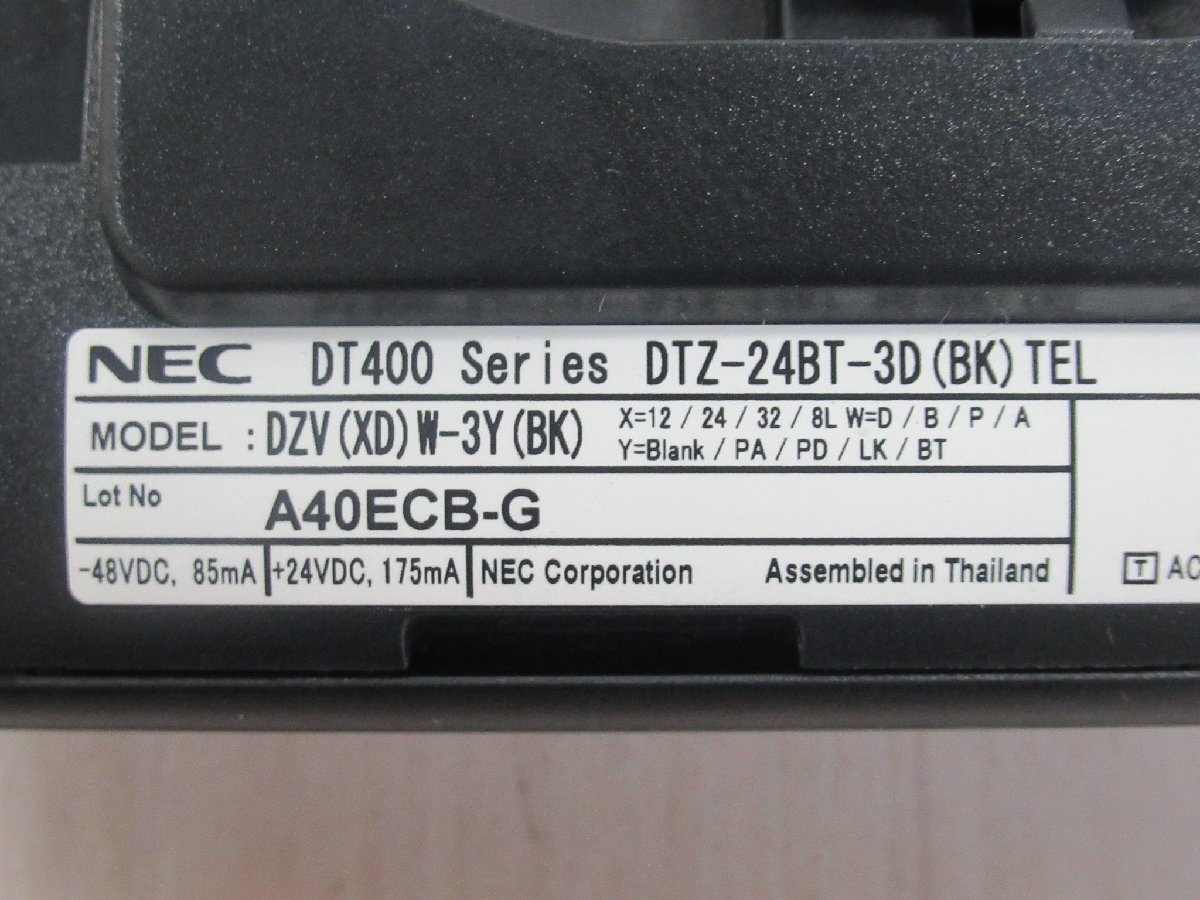 NEC DT400 Series DTZ-24BT-3D(BK)TEL
MODEL : DZV(XD)W-3Y(BK) X=12 / 24 / 32 / 8L W=D / B / P / A
Y=Blank / PA / PD / LK / BT
Lot No A40ECB-G
-48VDC, 85mA +24VDC, 175mA NEC Corporation Assembled in Thailand
T AC